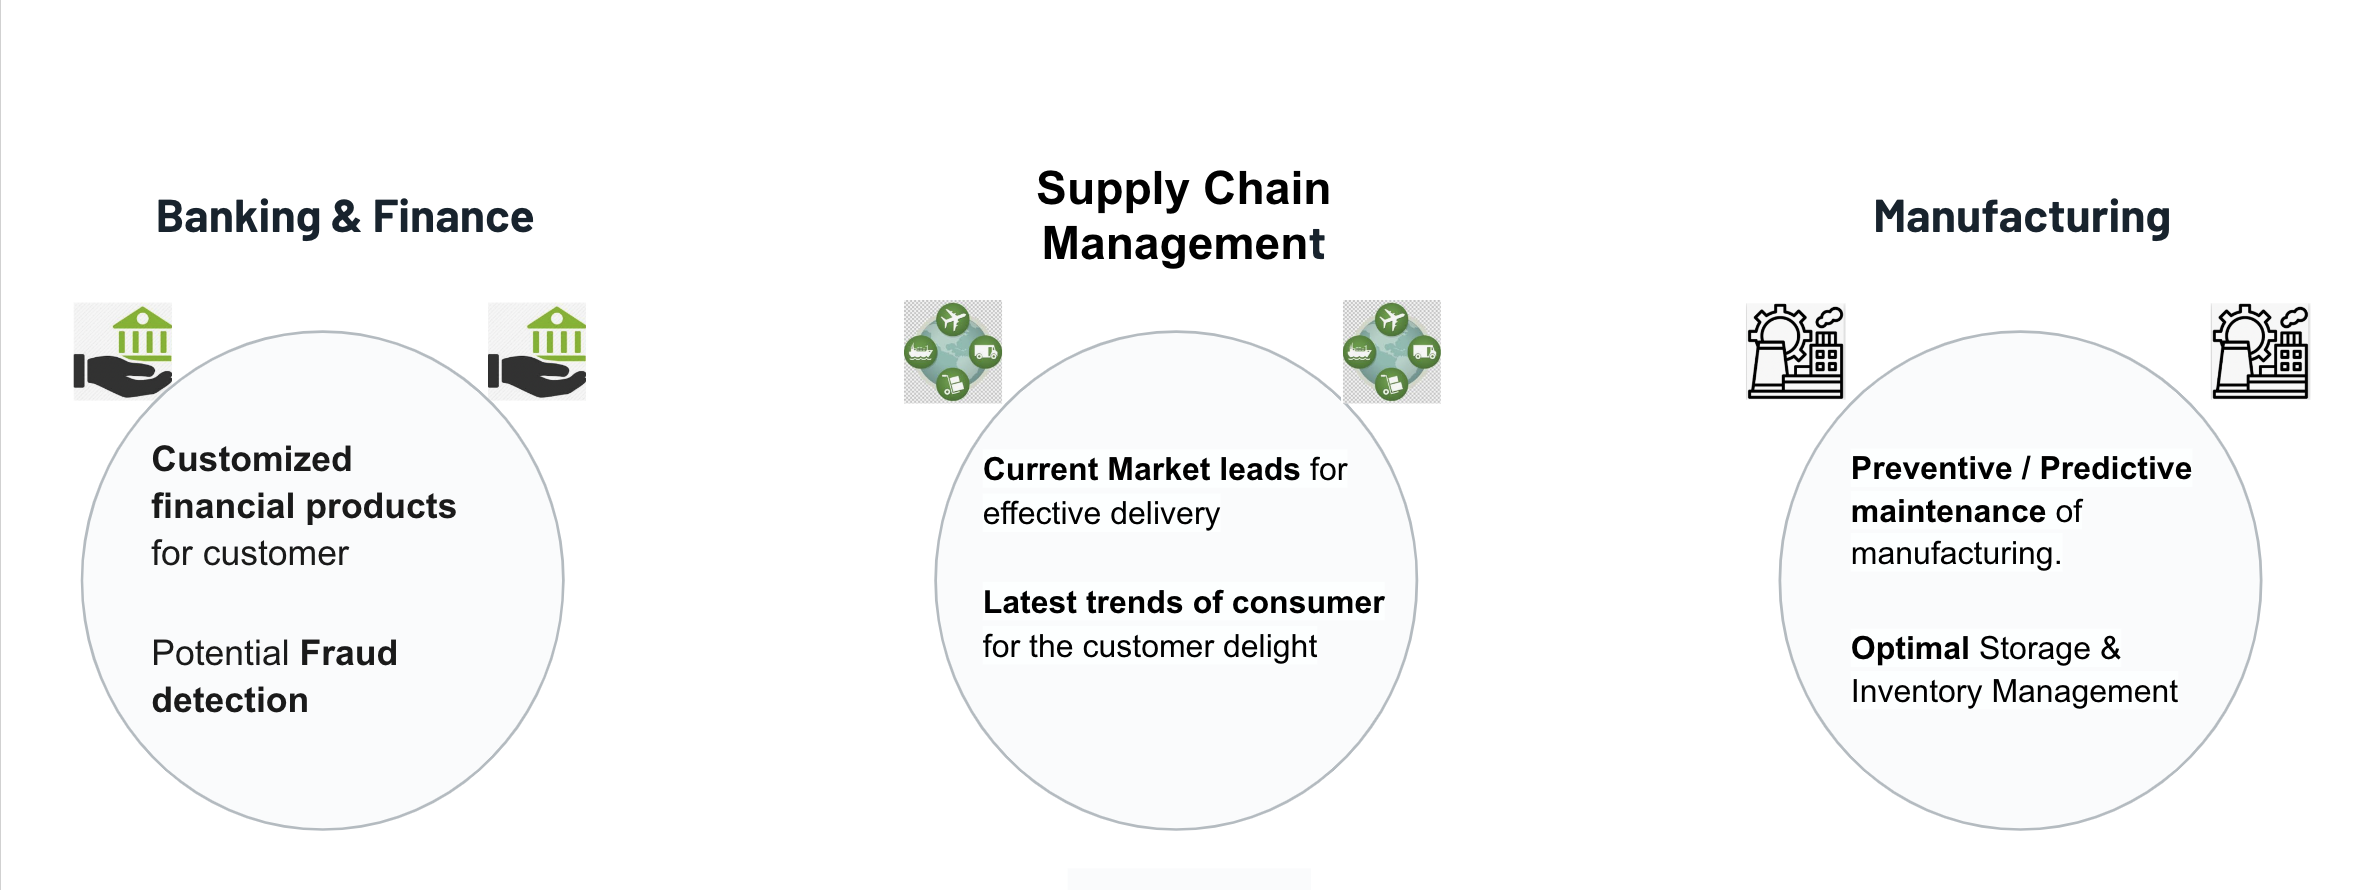 Banking & Finance
Supply Chain
Management
Manufacturing
Customized
financial products
for customer
Potential Fraud
detection
Current Market leads for
effective delivery
Latest trends of consumer
for the customer delight
Preventive / Predictive
maintenance of
manufacturing.
Optimal Storage &
Inventory Management